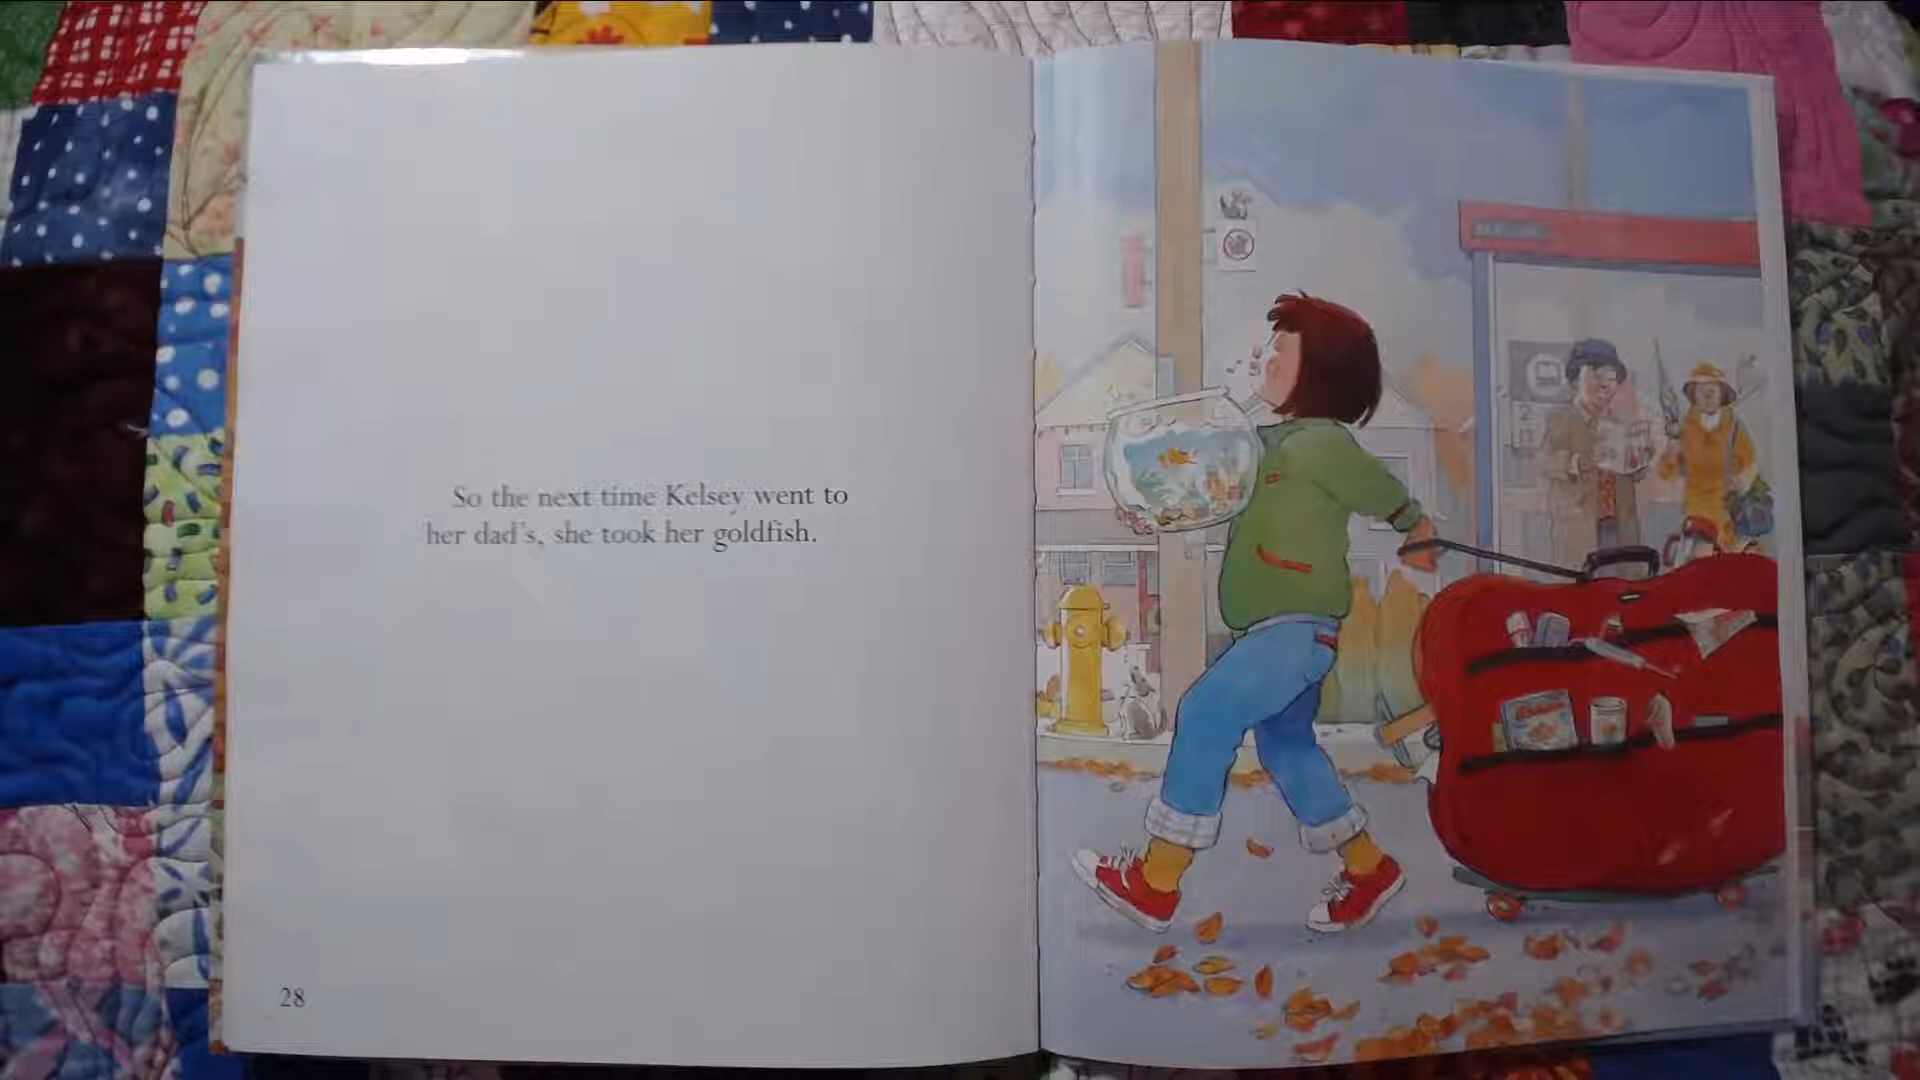 So the next time Kelsey went to
her dad's, she took her goldfish.
28